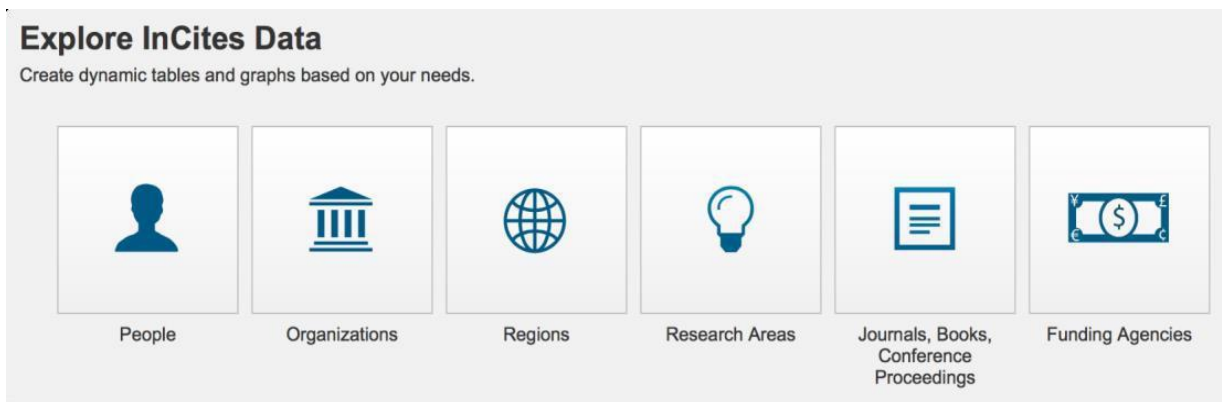 Explore InCites Data
Create dynamic tables and graphs based on your needs.
¥ £
$
€ ¢
People
Organizations
Regions
Research Areas
Journals, Books,
Conference
Proceedings
Funding Agencies